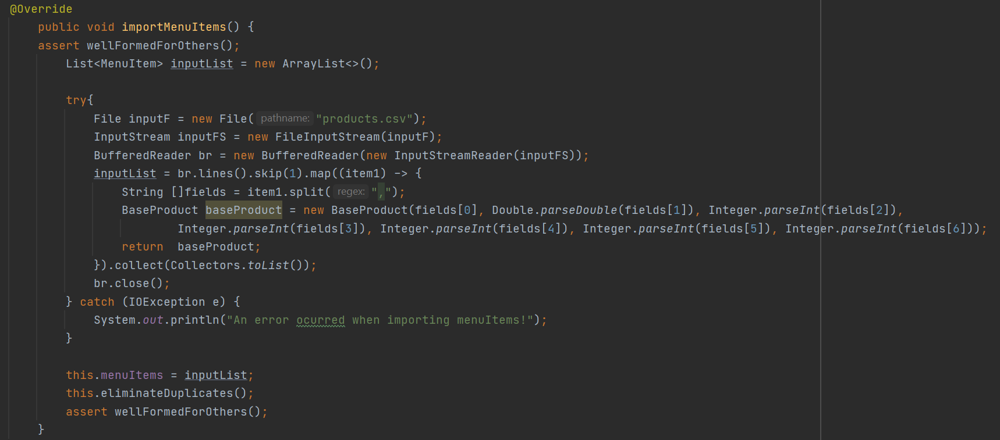 @Override
public void importMenuItems() {
assert wellFormedForOthers();
List<MenuItem> inputList = new ArrayList<>();
try{
File inputF = new File( pathname: "products.csv");
InputStream inputFS = new FileInputStream(inputF);
BufferedReader br = new BufferedReader(new InputStreamReader(inputFS));
inputList = br.lines().skip(1).map((item1) -> {
String []fields = item1.split( regex: ",");
BaseProduct baseProduct = new BaseProduct(fields[0], Double.parseDouble(fields[1]), Integer.parseInt(fields[2]),
Integer.parseInt(fields[3]), Integer.parseInt(fields[4]), Integer.parseInt(fields[5]), Integer.parseInt(fields[6]));
return  baseProduct;
}).collect(Collectors.toList());
br.close();
} catch (IOException e) {
System.out.println("An error ocurred when importing menuItems!");
}
this.menuItems = inputList;
this.eliminateDuplicates();
assert wellFormedForOthers();
}